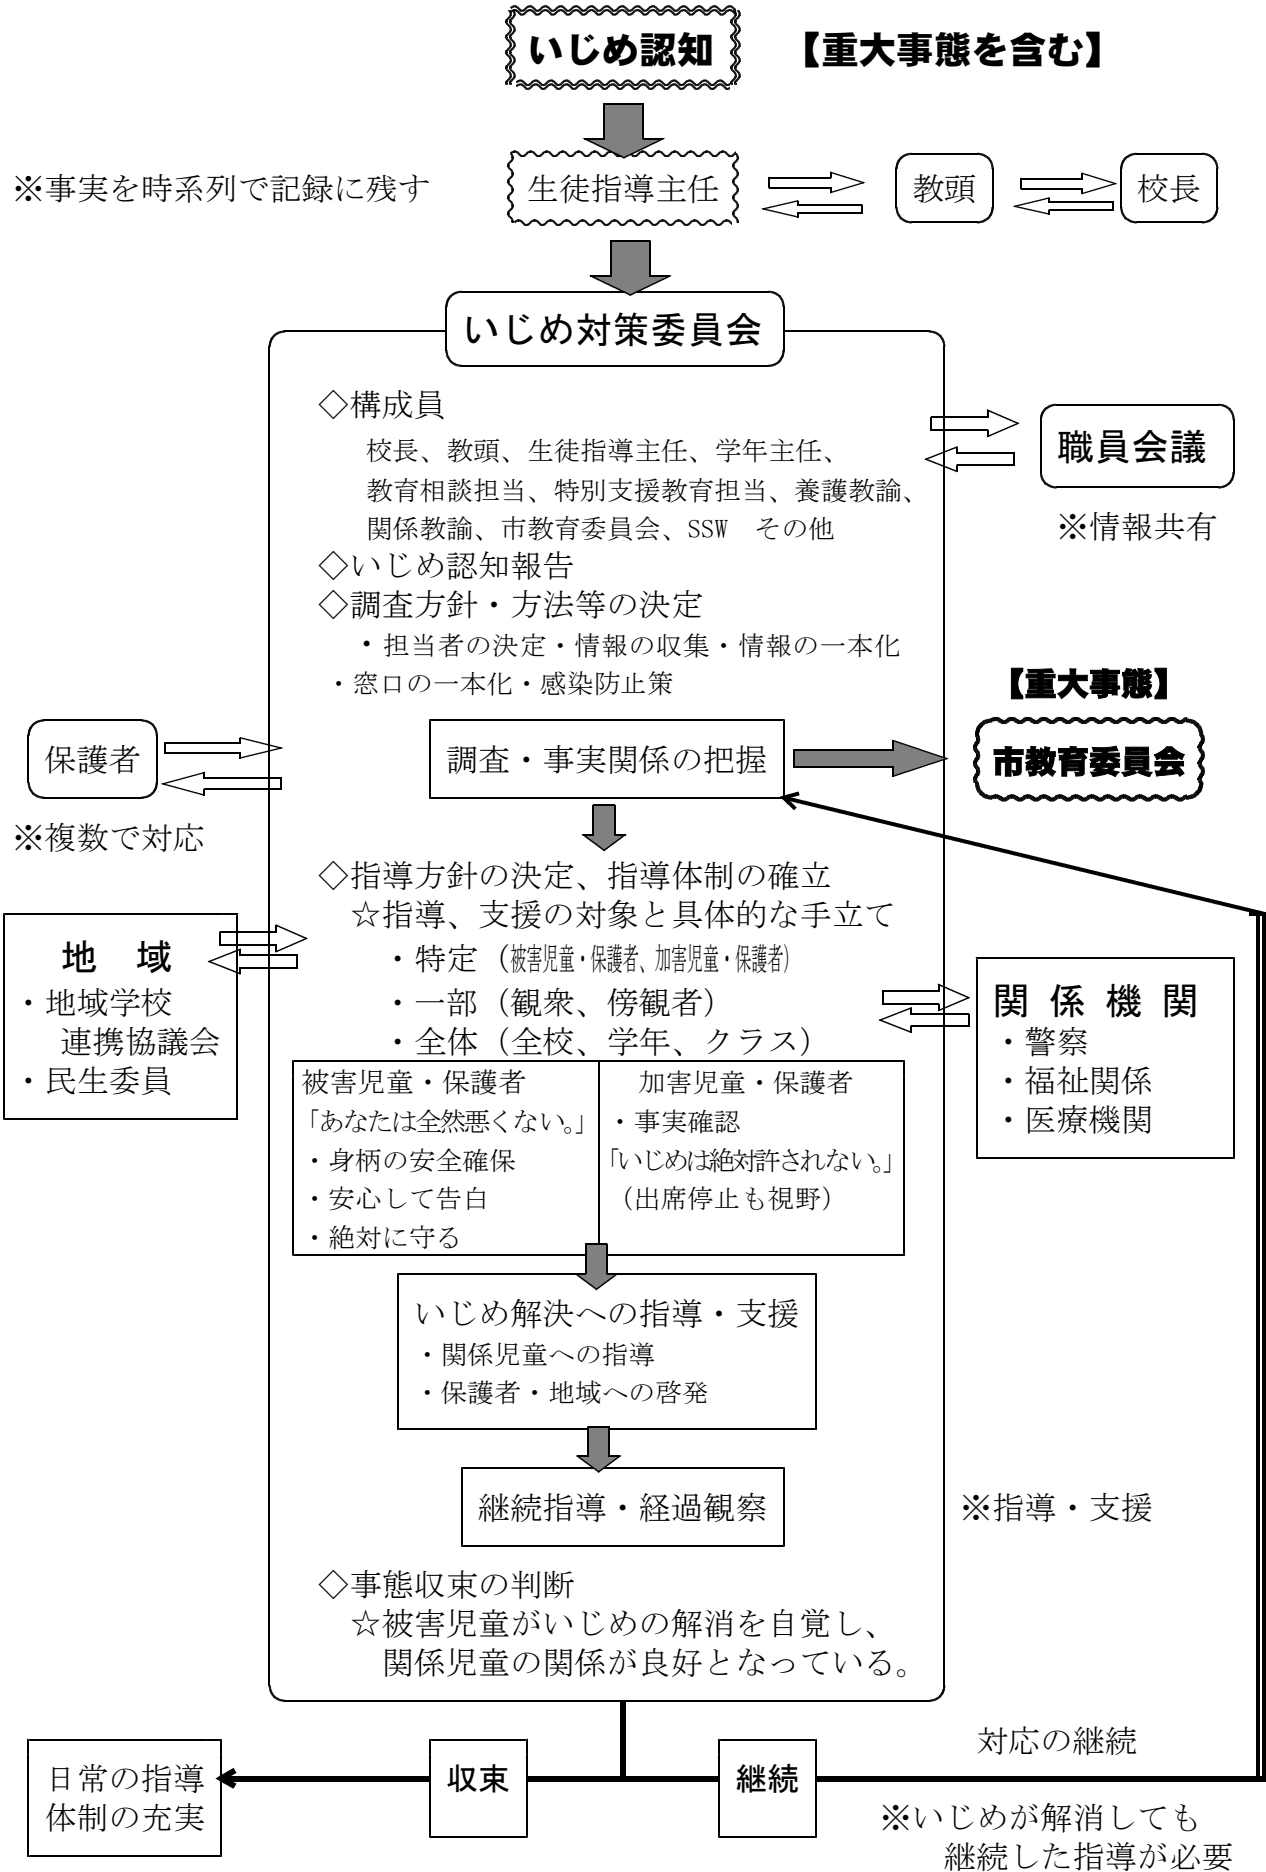 いじめ認知　【重大事態を含む】
※事実を時系列で記録に残す
生徒指導主任
教頭
校長
いじめ対策委員会
◇構成員
校長、教頭、生徒指導主任、学年主任、
教育相談担当、特別支援教育担当、養護教諭、
関係教諭、市教育委員会、SSW　その他
職員会議
※情報共有
◇いじめ認知報告
◇調査方針・方法等の決定
・担当者の決定・情報の収集・情報の一本化
・窓口の一本化・感染防止策
【重大事態】
保護者
※複数で対応
調査・事実関係の把握
市教育委員会
◇指導方針の決定、指導体制の確立
☆指導、支援の対象と具体的な手立て
・特定（被害児童・保護者、加害児童・保護者）
・一部（観衆、傍観者）
・全体（全校、学年、クラス）
地　域
・地域学校
連携協議会
・民生委員
関係機関
・警察
・福祉関係
・医療機関
被害児童・保護者
「あなたは全然悪くない。」
・身柄の安全確保
・安心して告白
・絶対に守る
加害児童・保護者
・事実確認
「いじめは絶対許されない。」
（出席停止も視野）
いじめ解決への指導・支援
・関係児童への指導
・保護者・地域への啓発
継続指導・経過観察
※指導・支援
◇事態収束の判断
☆被害児童がいじめの解消を自覚し、
関係児童の関係が良好となっている。
日常の指導
体制の充実
収束
継続
対応の継続
※いじめが解消しても
継続した指導が必要